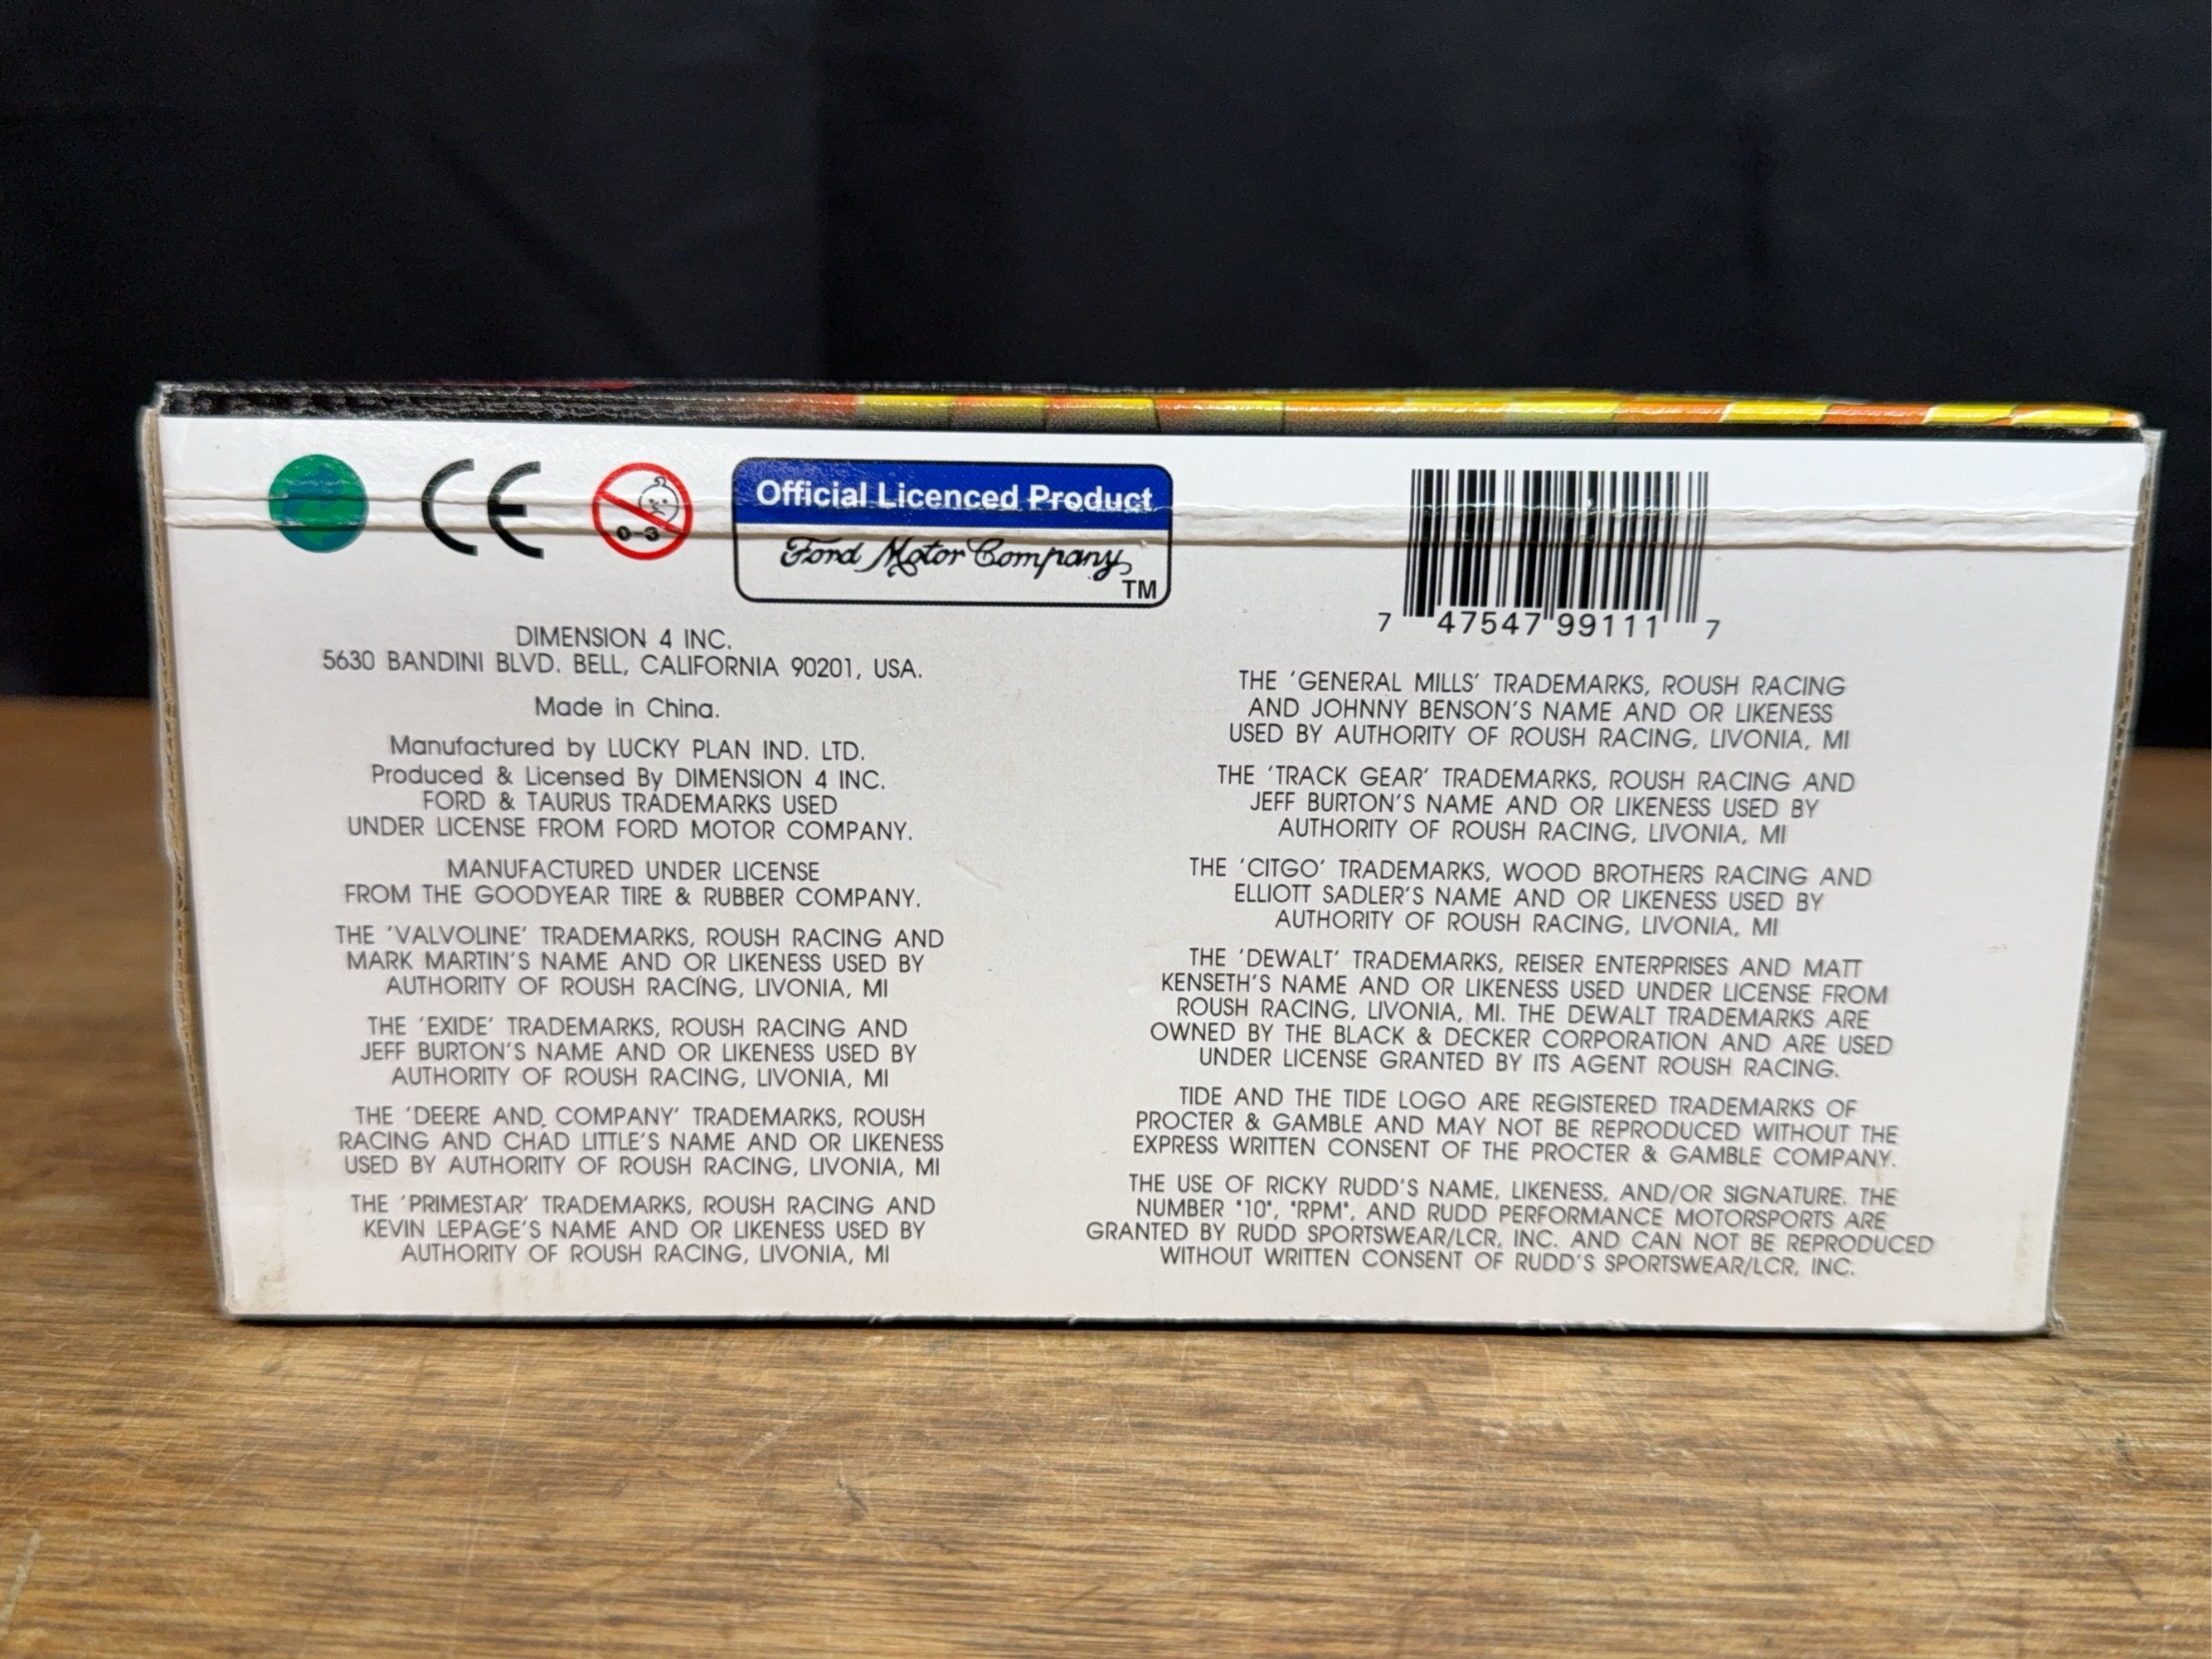 CE
0-3
Official Licenced Product
Ford Motor Company
TM
DIMENSION 4 INC.
5630 BANDINI BLVD. BELL, CALIFORNIA 90201, USA.
Made in China.
Manufactured by LUCKY PLAN IND. LTD.
Produced & Licensed By DIMENSION 4 INC.
FORD & TAURUS TRADEMARKS USED
UNDER LICENSE FROM FORD MOTOR COMPANY.
MANUFACTURED UNDER LICENSE
FROM THE GOODYEAR TIRE & RUBBER COMPANY.
THE 'VALVOLINE' TRADEMARKS, ROUSH RACING AND
MARK MARTIN'S NAME AND OR LIKENESS USED BY
AUTHORITY OF ROUSH RACING, LIVONIA, MI
THE 'EXIDE' TRADEMARKS, ROUSH RACING AND
JEFF BURTON'S NAME AND OR LIKENESS USED BY
AUTHORITY OF ROUSH RACING, LIVONIA, MI
THE 'DEERE AND COMPANY' TRADEMARKS, ROUSH
RACING AND CHAD LITTLE'S NAME AND OR LIKENESS
USED BY AUTHORITY OF ROUSH RACING, LIVONIA, MI
THE 'PRIMESTAR' TRADEMARKS, ROUSH RACING AND
KEVIN LEPAGE'S NAME AND OR LIKENESS USED BY
AUTHORITY OF ROUSH RACING, LIVONIA, MI
7 47547 99111 7
THE 'GENERAL MILLS' TRADEMARKS, ROUSH RACING
AND JOHNNY BENSON'S NAME AND OR LIKENESS
USED BY AUTHORITY OF ROUSH RACING, LIVONIA, MI
THE 'TRACK GEAR' TRADEMARKS, ROUSH RACING AND
JEFF BURTON'S NAME AND OR LIKENESS USED BY
AUTHORITY OF ROUSH RACING, LIVONIA, MI
THE 'CITGO' TRADEMARKS, WOOD BROTHERS RACING AND
ELLIOTT SADLER'S NAME AND OR LIKENESS USED BY
AUTHORITY OF ROUSH RACING, LIVONIA, MI
THE 'DEWALT' TRADEMARKS, REISER ENTERPRISES AND MATT
KENSETH'S NAME AND OR LIKENESS USED UNDER LICENSE FROM
ROUSH RACING, LIVONIA, MI. THE DEWALT TRADEMARKS ARE
OWNED BY THE BLACK & DECKER CORPORATION AND ARE USED
UNDER LICENSE GRANTED BY ITS AGENT ROUSH RACING.
TIDE AND THE TIDE LOGO ARE REGISTERED TRADEMARKS OF
PROCTER & GAMBLE AND MAY NOT BE REPRODUCED WITHOUT THE
EXPRESS WRITTEN CONSENT OF THE PROCTER & GAMBLE COMPANY.
THE USE OF RICKY RUDD'S NAME, LIKENESS, AND/OR SIGNATURE. THE
NUMBER "10", "RPM", AND RUDD PERFORMANCE MOTORSPORTS ARE
GRANTED BY RUDD SPORTSWEAR/LCR, INC. AND CAN NOT BE REPRODUCED
WITHOUT WRITTEN CONSENT OF RUDD'S SPORTSWEAR/LCR, INC.